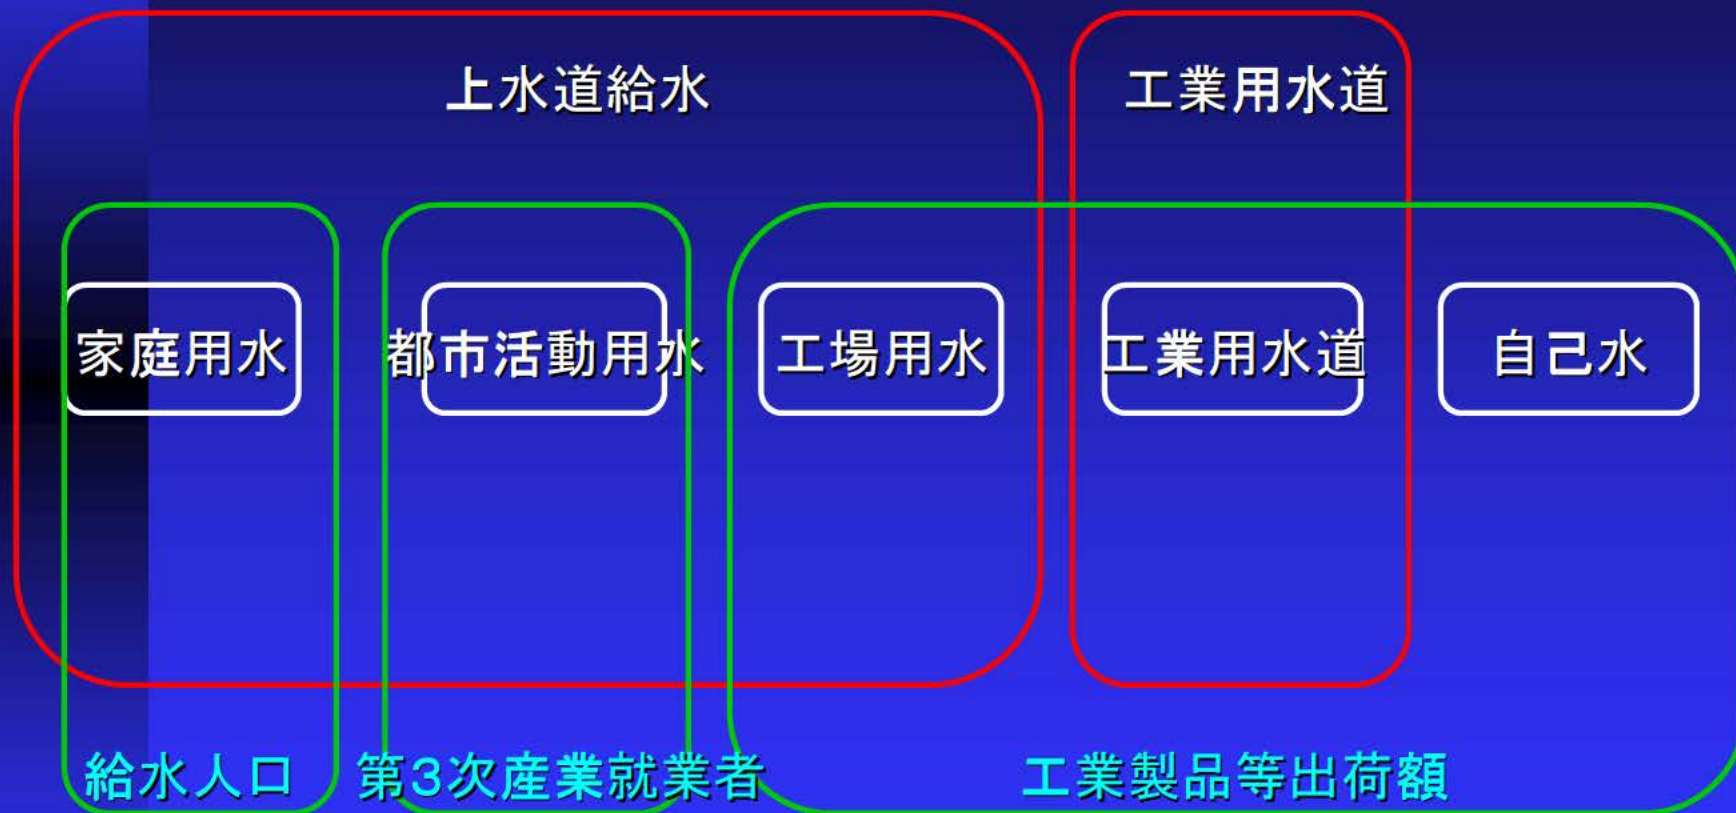 上水道給水
工業用水道
家庭用水
都市活動用水
工場用水
工業用水道
自己水
給水人口
第3次産業就業者
工業製品等出荷額